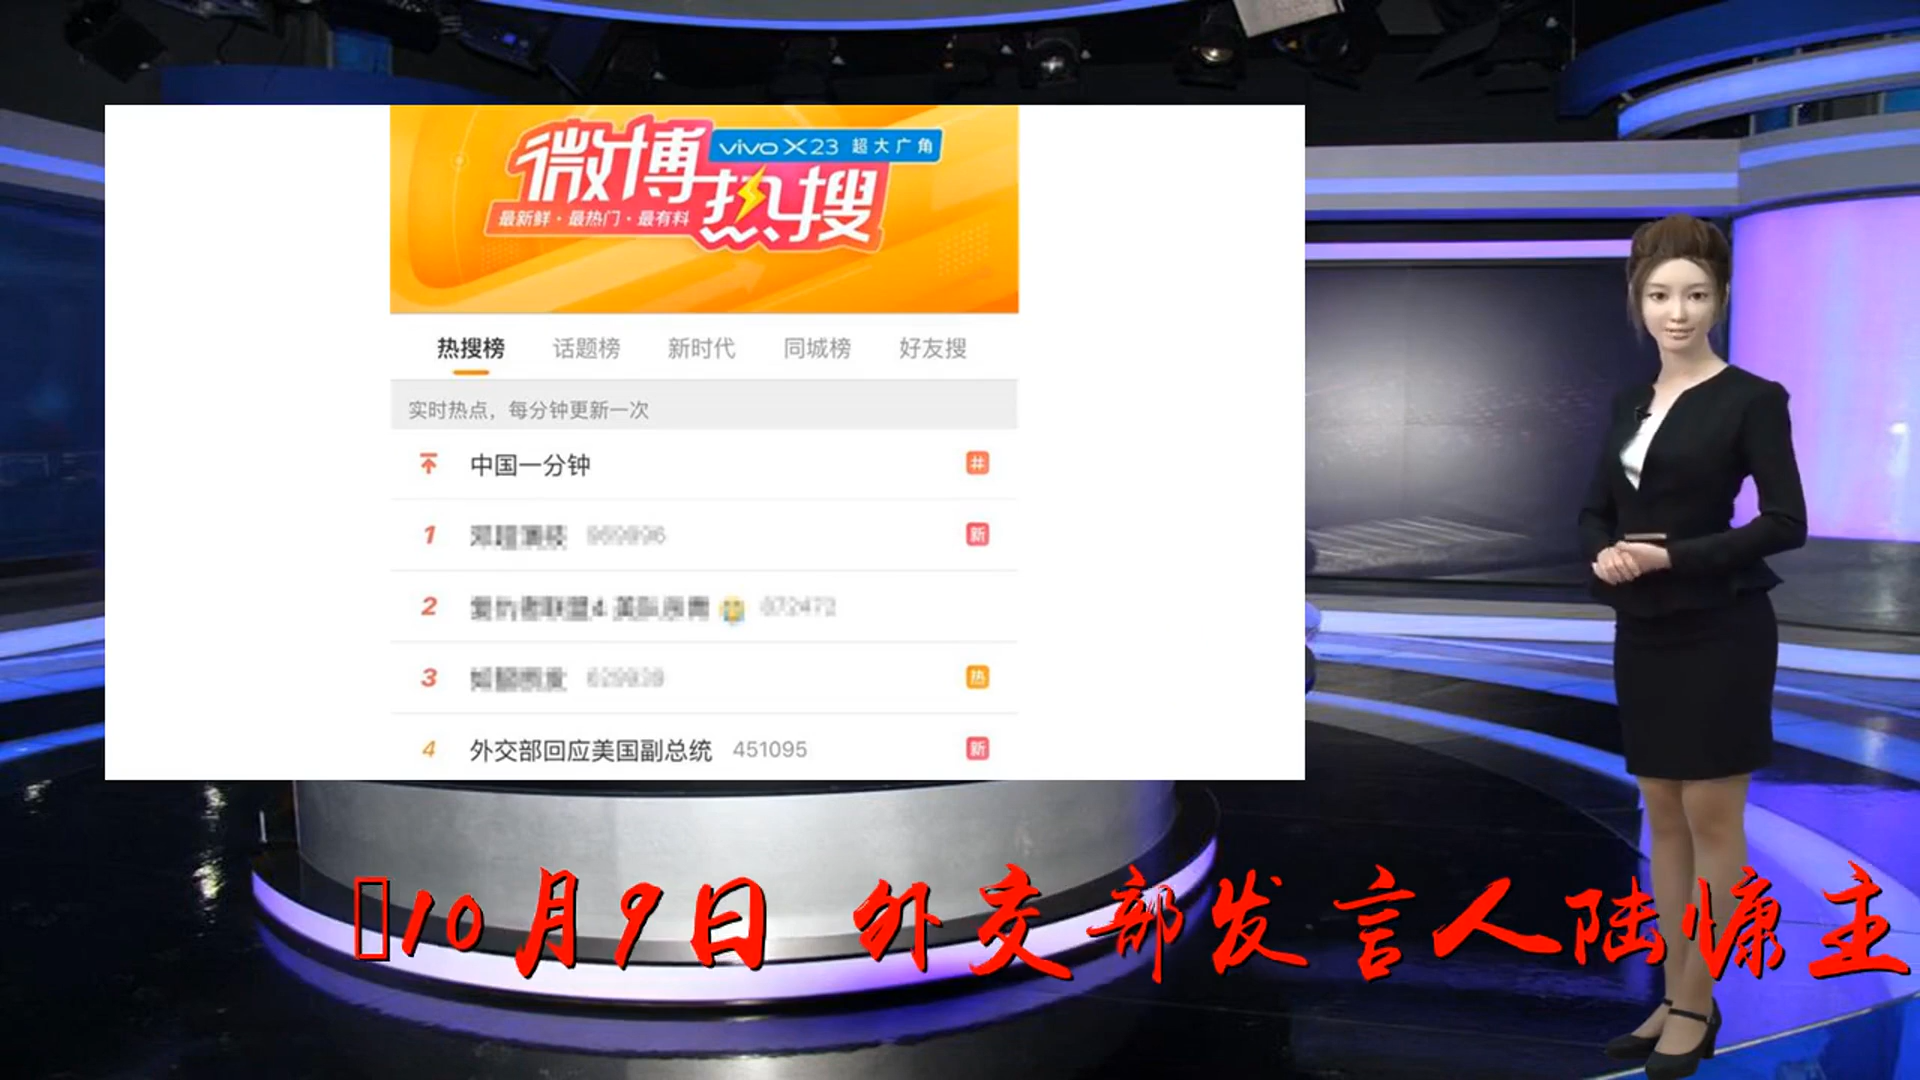 微博热搜
vivo X23 超大广角
最新鲜·最热门·最有料
热搜榜 话题榜 新时代 同城榜 好友搜
实时热点，每分钟更新一次
中国一分钟 #
1 新
2
3 热
4 外交部回应美国副总统 451095 新
10月9日 外交部发言人陆慷主